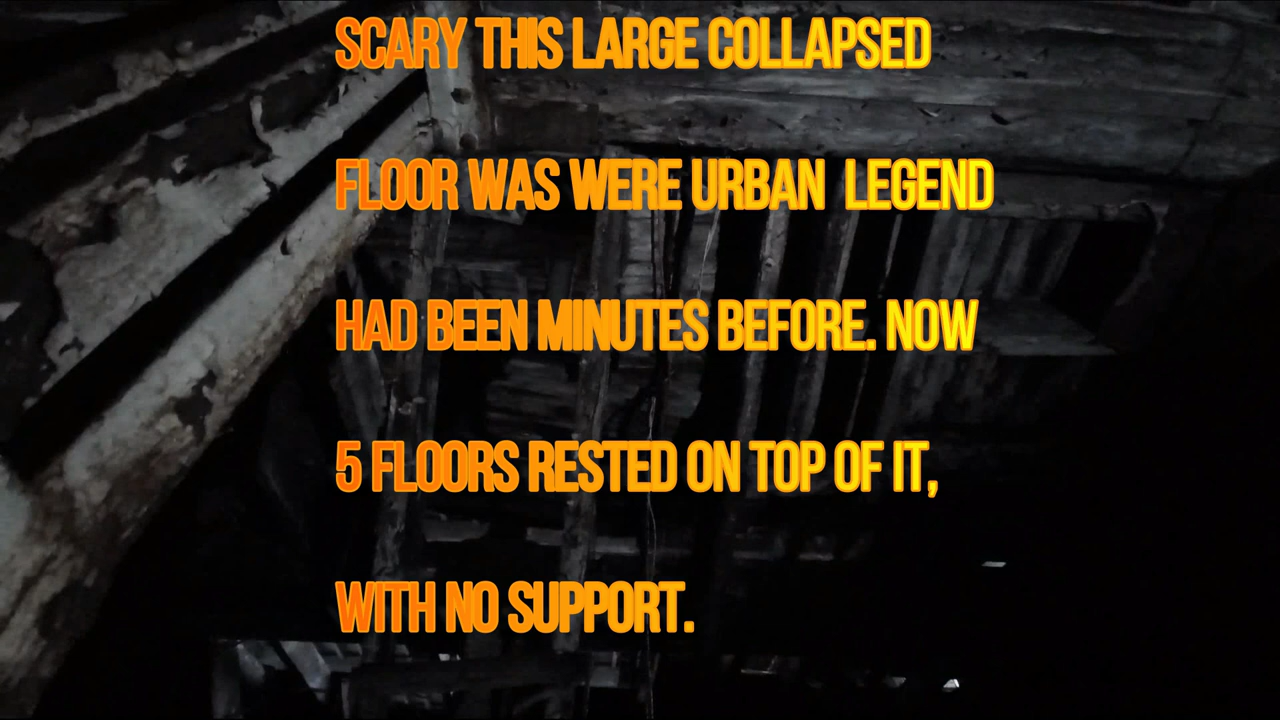 SCARY THIS LARGE COLLAPSED
FLOOR WAS WERE URBAN LEGEND
HAD BEEN MINUTES BEFORE. NOW
5 FLOORS RESTED ON TOP OF IT,
WITH NO SUPPORT.